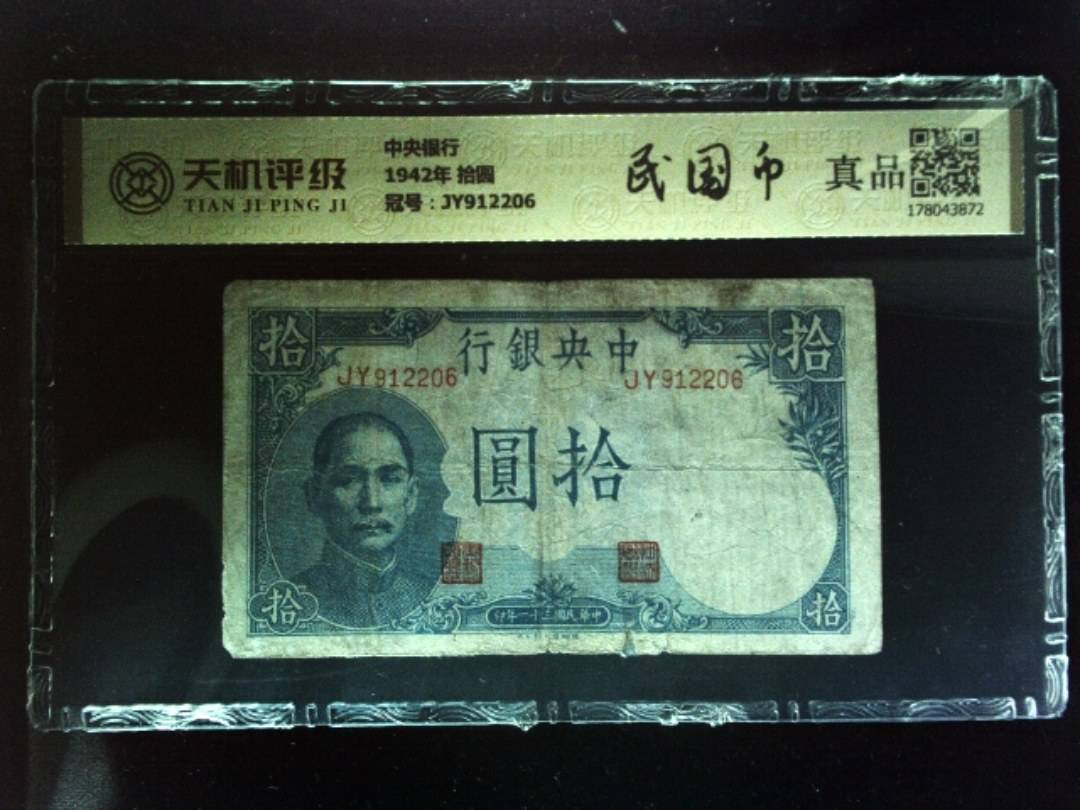 天机评级
TIAN JI PING JI
中央银行
1942年 拾圆
冠号：JY912206
民国币
真品
178043872
拾
行銀央中
拾
JY912206
JY912206
圓拾
拾
印年一十三國民華中
拾